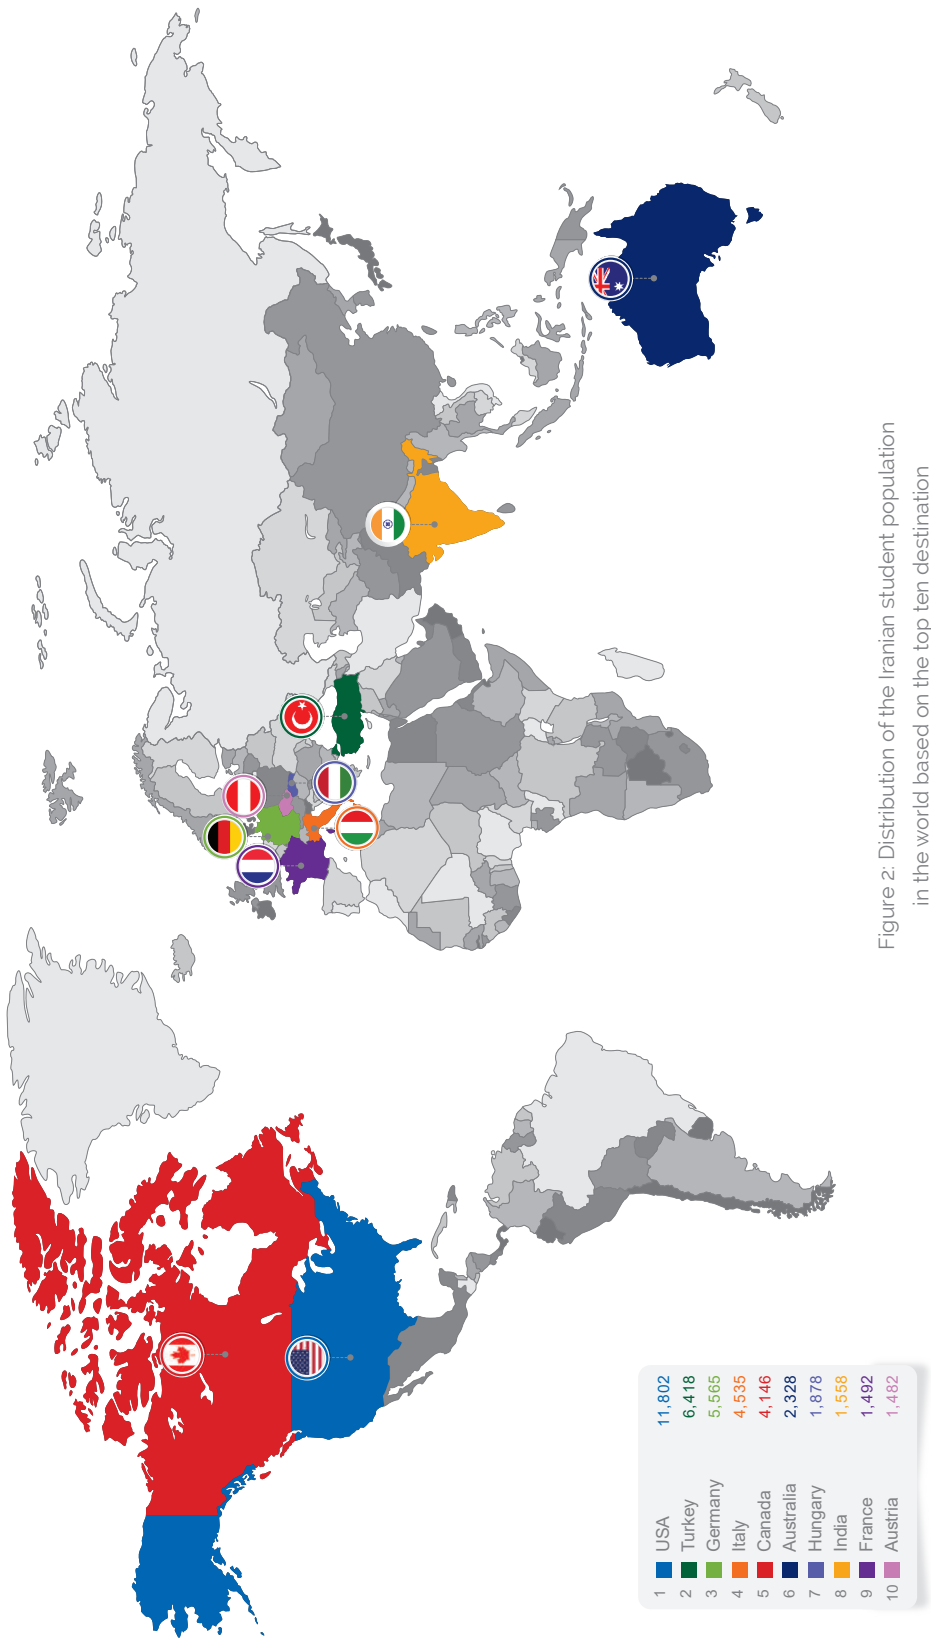 1 USA 11,802
2 Turkey 6,418
3 Germany 5,565
4 Italy 4,535
5 Canada 4,146
6 Australia 2,328
7 Hungary 1,878
8 India 1,558
9 France 1,492
10 Austria 1,482
Figure 2: Distribution of the Iranian student population
in the world based on the top ten destination